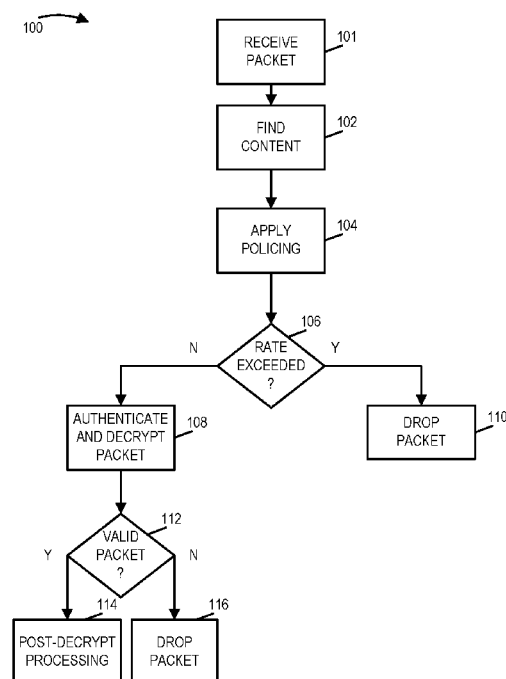 100
RECEIVE
PACKET
101
FIND
CONTENT
102
APPLY
POLICING
104
106
N
RATE
EXCEEDED
?
Y
AUTHENTICATE
AND DECRYPT
PACKET
108
DROP
PACKET
110
112
Y
VALID
PACKET
?
N
114
POST-DECRYPT
PROCESSING
116
DROP
PACKET